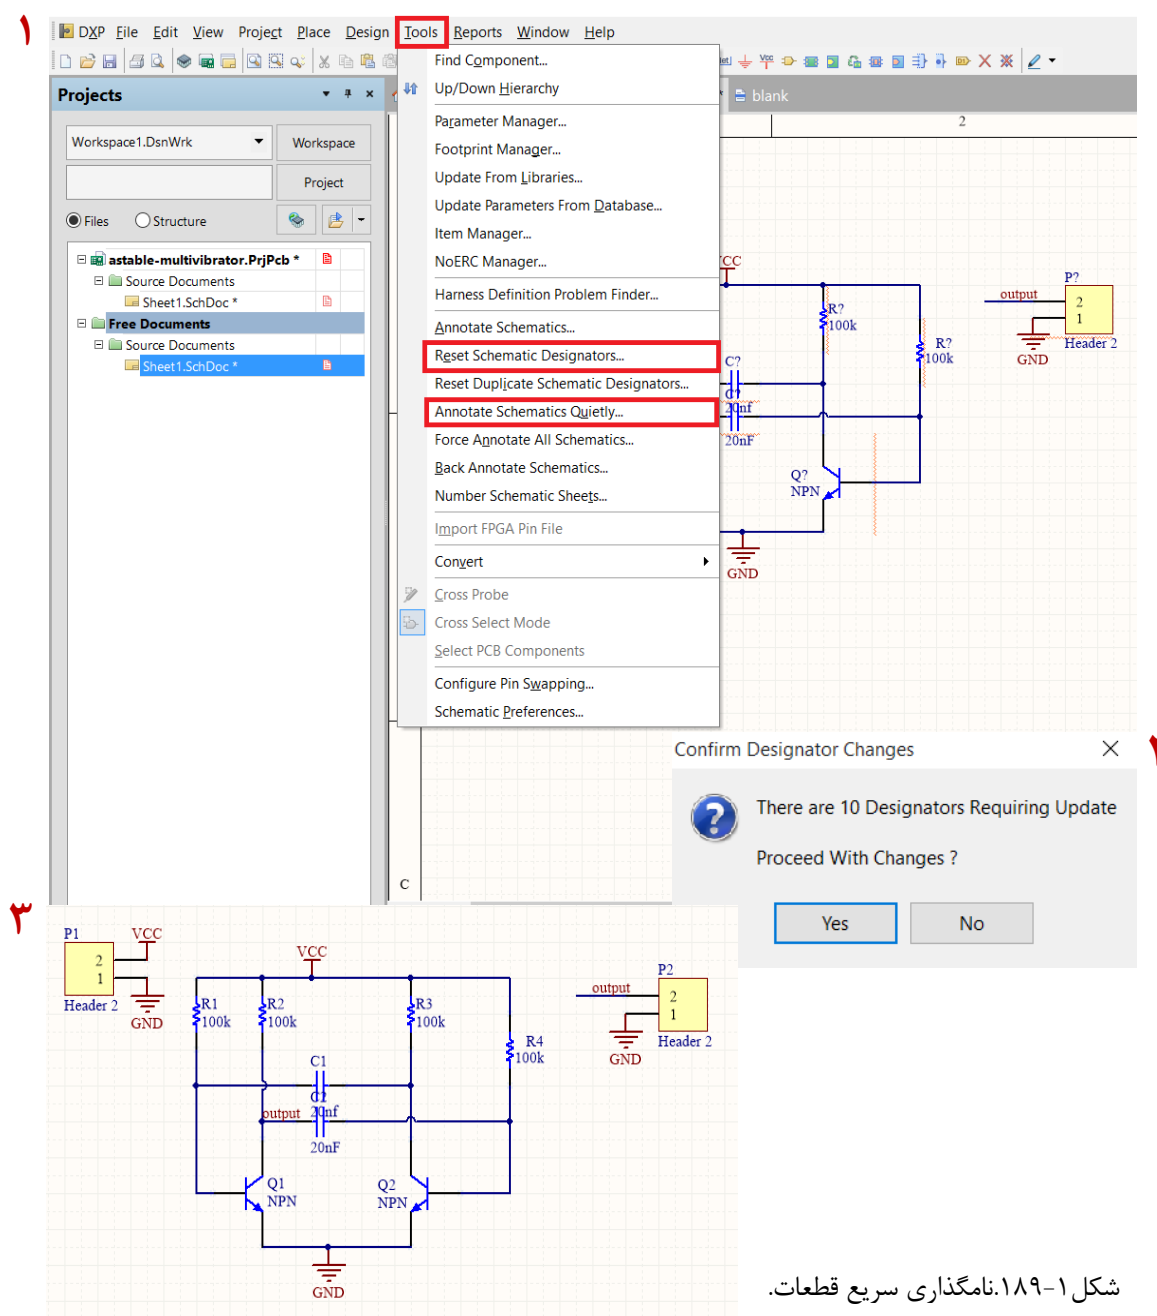 ۱
DXP File Edit View Project Place Design Tools Reports Window Help
Projects
blank
Workspace1.DsnWrk Workspace
Project
Files Structure
astable-multivibrator.PrjPcb *
Source Documents
Sheet1.SchDoc *
Free Documents
Source Documents
Sheet1.SchDoc *
Find Component...
Up/Down Hierarchy
Parameter Manager...
Footprint Manager...
Update From Libraries...
Update Parameters From Database...
Item Manager...
NoERC Manager...
Harness Definition Problem Finder...
Annotate Schematics...
Reset Schematic Designators...
Reset Duplicate Schematic Designators...
Annotate Schematics Quietly...
Force Annotate All Schematics...
Back Annotate Schematics...
Number Schematic Sheets...
Import FPGA Pin File
Convert
Cross Probe
Cross Select Mode
Select PCB Components
Configure Pin Swapping...
Schematic Preferences...
2
CC
P?
output 2
1
GND Header 2
R?
100k
R?
100k
C?
C?
20nf
20nF
Q?
NPN
GND
C
Confirm Designator Changes
There are 10 Designators Requiring Update
Proceed With Changes ?
Yes No
۳
P1 VCC
2
1
Header 2
GND
VCC
R1
100k
R2
100k
R3
100k
R4
100k
C1
C2
20nf
output
20nF
Q1
NPN
Q2
NPN
GND
P2
output 2
1
GND Header 2
شکل۱-۱۸۹.نامگذاری سریع قطعات.